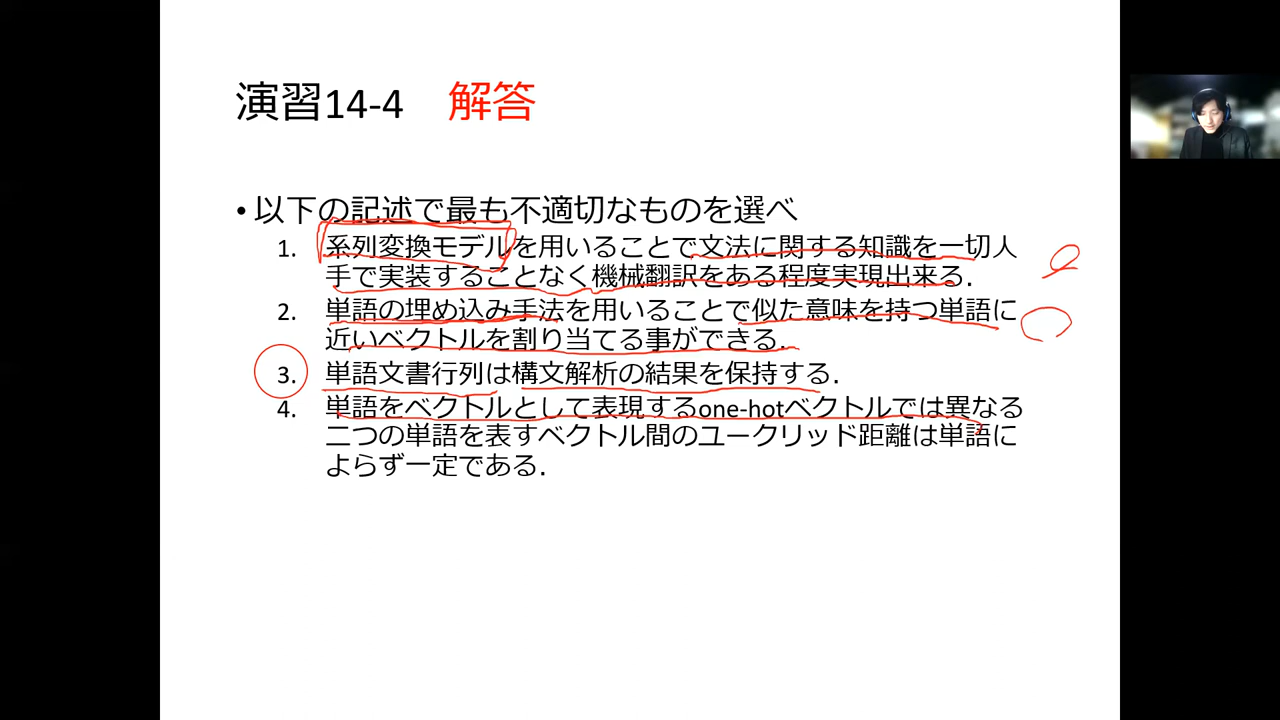 演習14-4 解答
• 以下の記述で最も不適切なものを選べ
1. 系列変換モデルを用いることで文法に関する知識を一切人
手で実装することなく機械翻訳をある程度実現出来る．
2. 単語の埋め込み手法を用いることで似た意味を持つ単語に
近いベクトルを割り当てる事ができる．
3. 単語文書行列は構文解析の結果を保持する．
4. 単語をベクトルとして表現するone-hotベクトルでは異なる
二つの単語を表すベクトル間のユークリッド距離は単語に
よらず一定である．